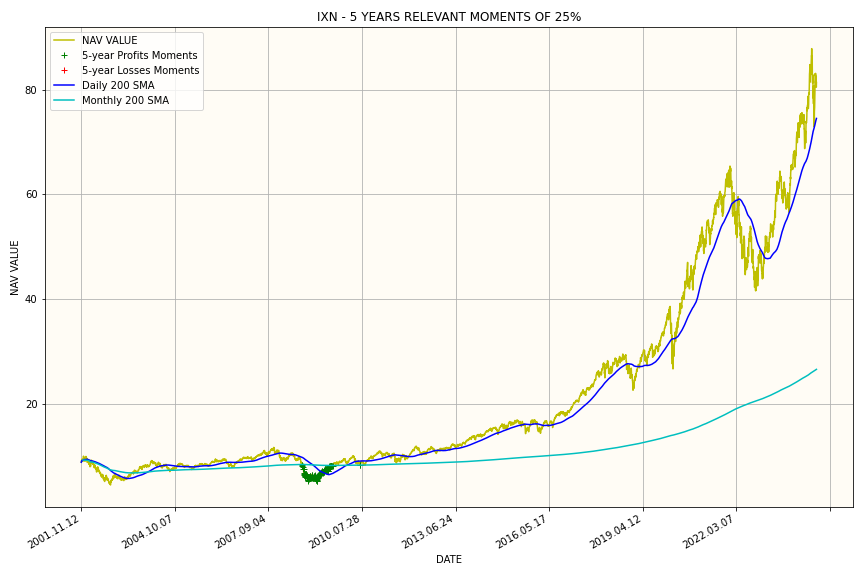 IXN - 5 YEARS RELEVANT MOMENTS OF 25%
NAV VALUE
5-year Profits Moments
5-year Losses Moments
Daily 200 SMA
Monthly 200 SMA
NAV VALUE
80
60
40
20
2001.11.12
2004.10.07
2007.09.04
2010.07.28
2013.06.24
2016.05.17
2019.04.12
2022.03.07
DATE